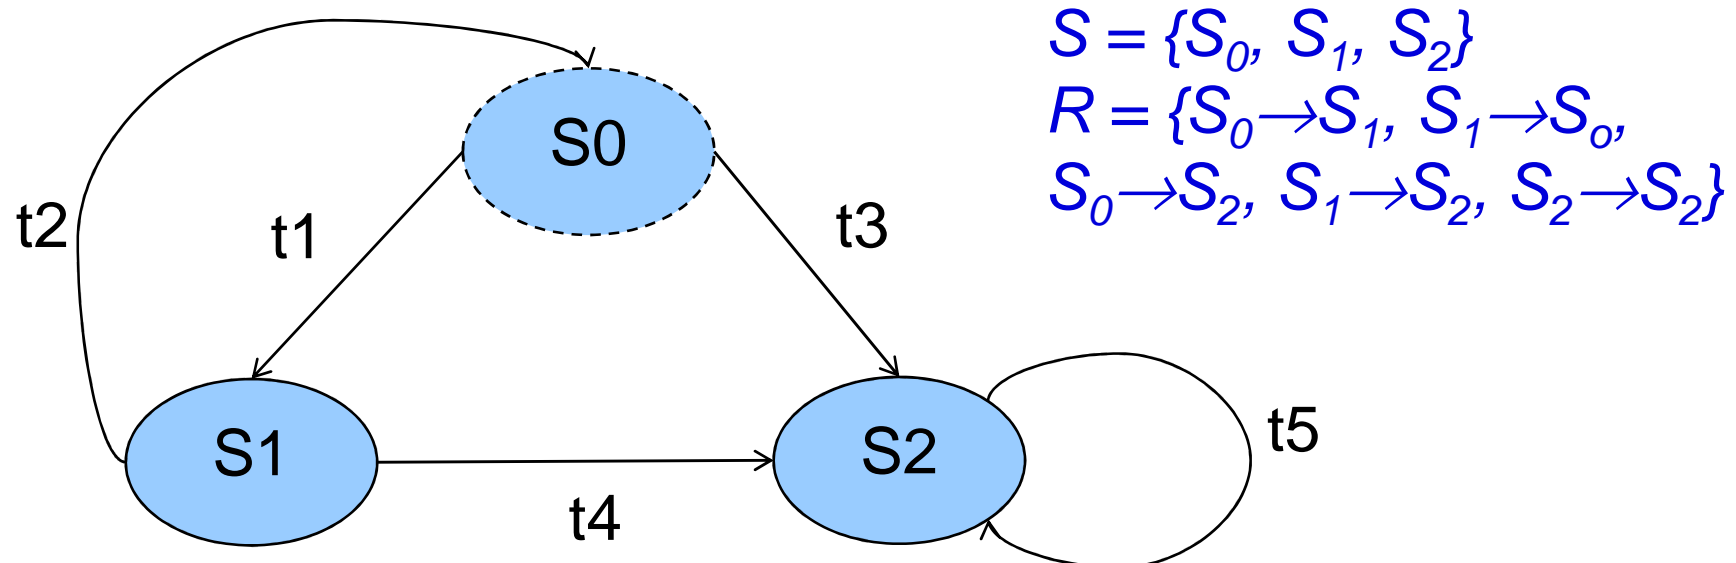 S = {S0, S1, S2}
R = {S0→S1, S1→So,
S0→S2, S1→S2, S2→S2}
S0
t2
t1
t3
S1
S2
t5
t4